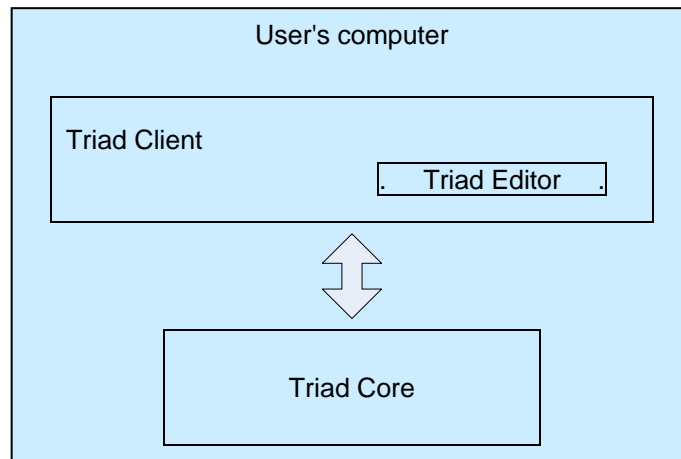 User's computer
Triad Client
. Triad Editor .
Triad Core